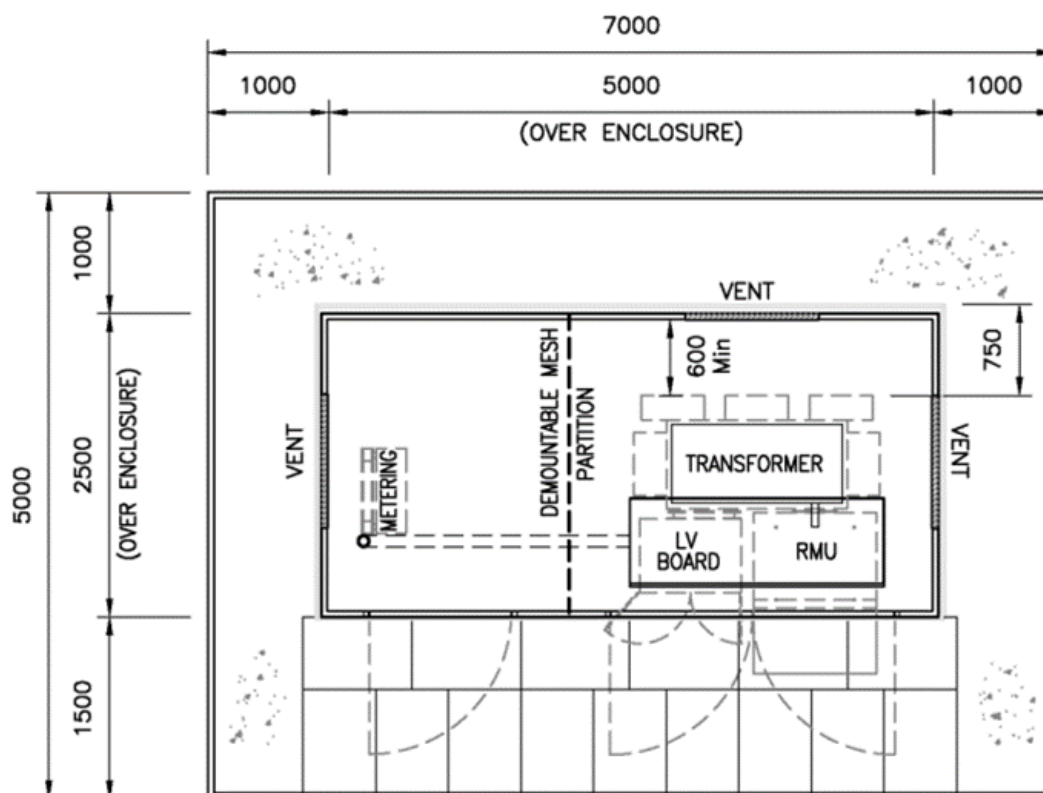 7000
1000
5000
1000
(OVER ENCLOSURE)
1000
VENT
600
Min
750
DEMOUNTABLE MESH
PARTITION
5000
2500
(OVER ENCLOSURE)
VENT
METERING
TRANSFORMER
VENT
LV
BOARD
RMU
1500